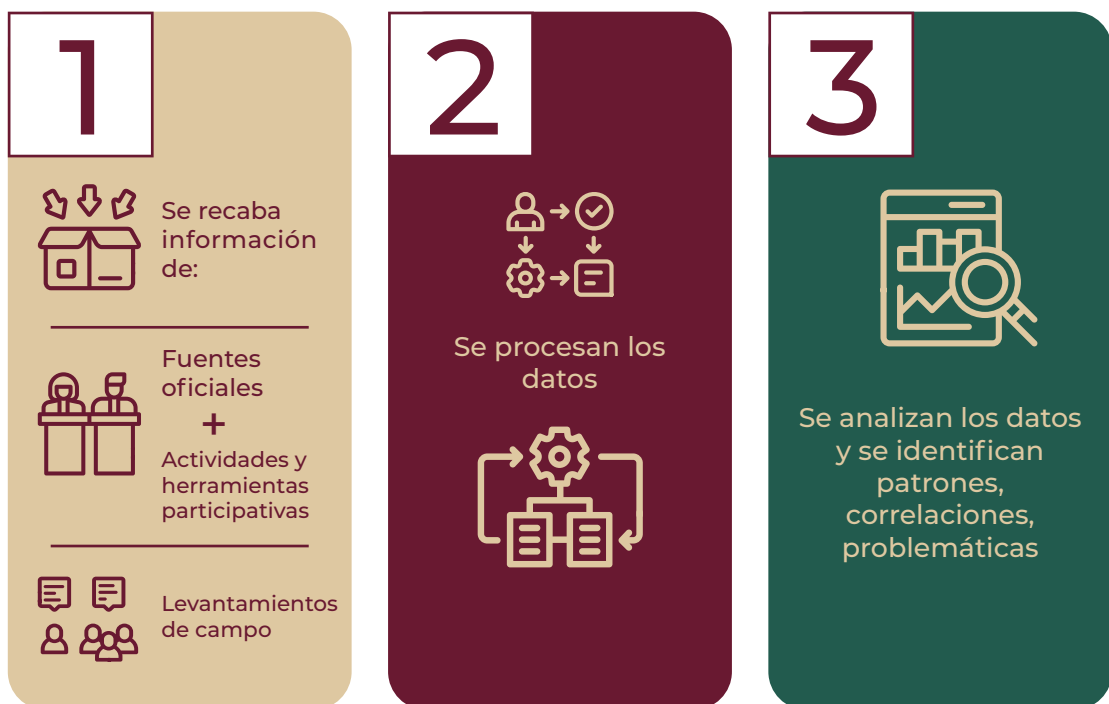 1
Se recaba
información
de:
Fuentes
oficiales
+
Actividades y
herramientas
participativas
Levantamientos
de campo
2
Se procesan los
datos
3
Se analizan los datos
y se identifican
patrones,
correlaciones,
problemáticas